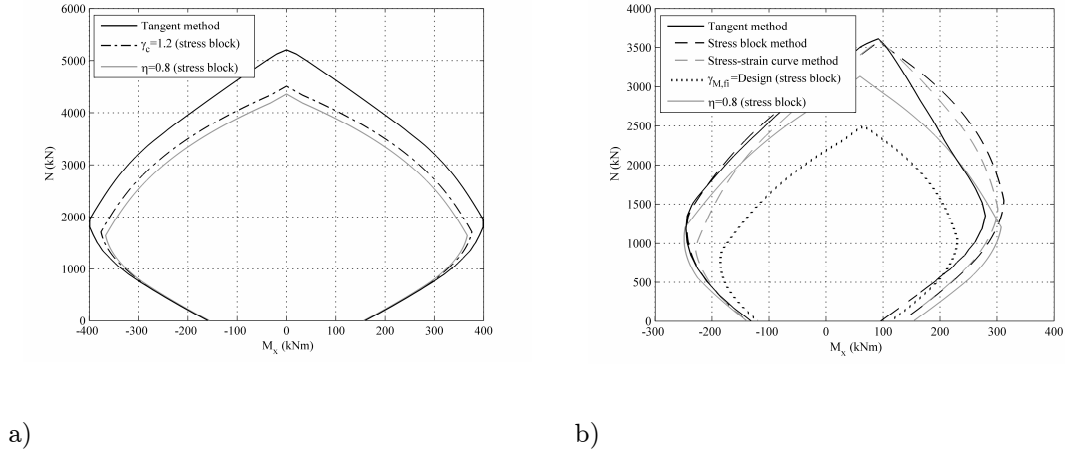 6000
5000
4000
3000
2000
1000
0
N (kN)
-400 -300 -200 -100 0 100 200 300 400
M_x (kNm)
Tangent method
γ_c=1.2 (stress block)
η=0.8 (stress block)
a)
4000
3500
3000
2500
2000
1500
1000
500
0
N (kN)
-300 -200 -100 0 100 200 300 400
M_x (kNm)
Tangent method
Stress block method
Stress-strain curve method
γ_M,fi=Design (stress block)
η=0.8 (stress block)
b)